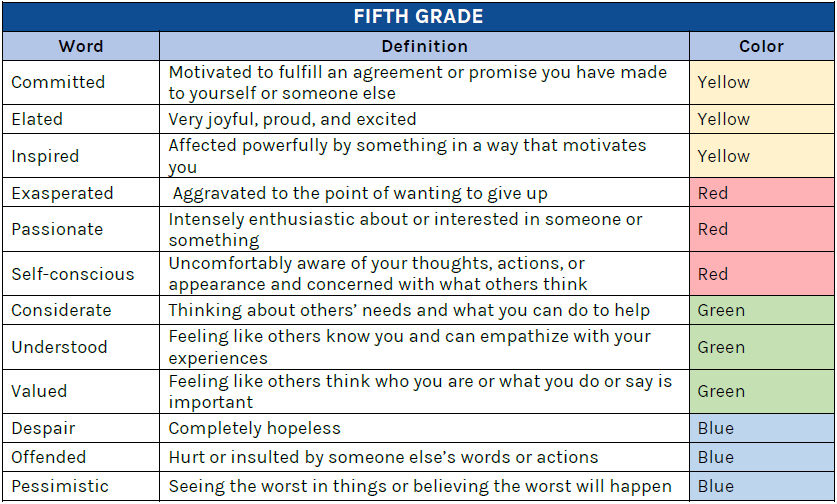 FIFTH GRADE
Word Definition Color
Committed Motivated to fulfill an agreement or promise you have made Yellow
to yourself or someone else
Elated Very joyful, proud, and excited Yellow
Inspired Affected powerfully by something in a way that motivates Yellow
you
Exasperated Aggravated to the point of wanting to give up Red
Passionate Intensely enthusiastic about or interested in someone or Red
something
Self-conscious Uncomfortably aware of your thoughts, actions, or Red
appearance and concerned with what others think
Considerate Thinking about others’ needs and what you can do to help Green
Understood Feeling like others know you and can empathize with your Green
experiences
Valued Feeling like others think who you are or what you do or say is Green
important
Despair Completely hopeless Blue
Offended Hurt or insulted by someone else’s words or actions Blue
Pessimistic Seeing the worst in things or believing the worst will happen Blue